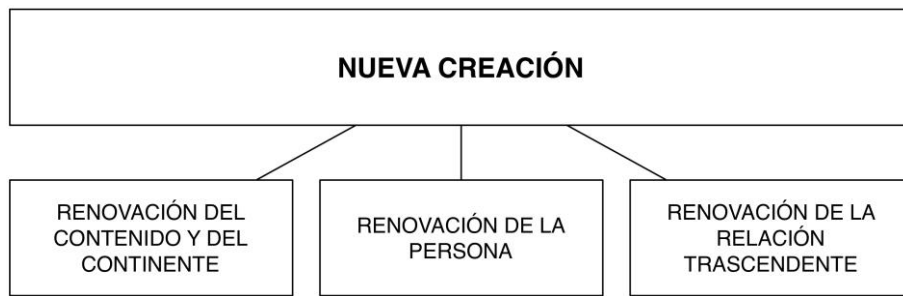 NUEVA CREACIÓN
RENOVACIÓN DEL
CONTENIDO Y DEL
CONTINENTE
RENOVACIÓN DE LA
PERSONA
RENOVACIÓN DE LA
RELACIÓN
TRASCENDENTE